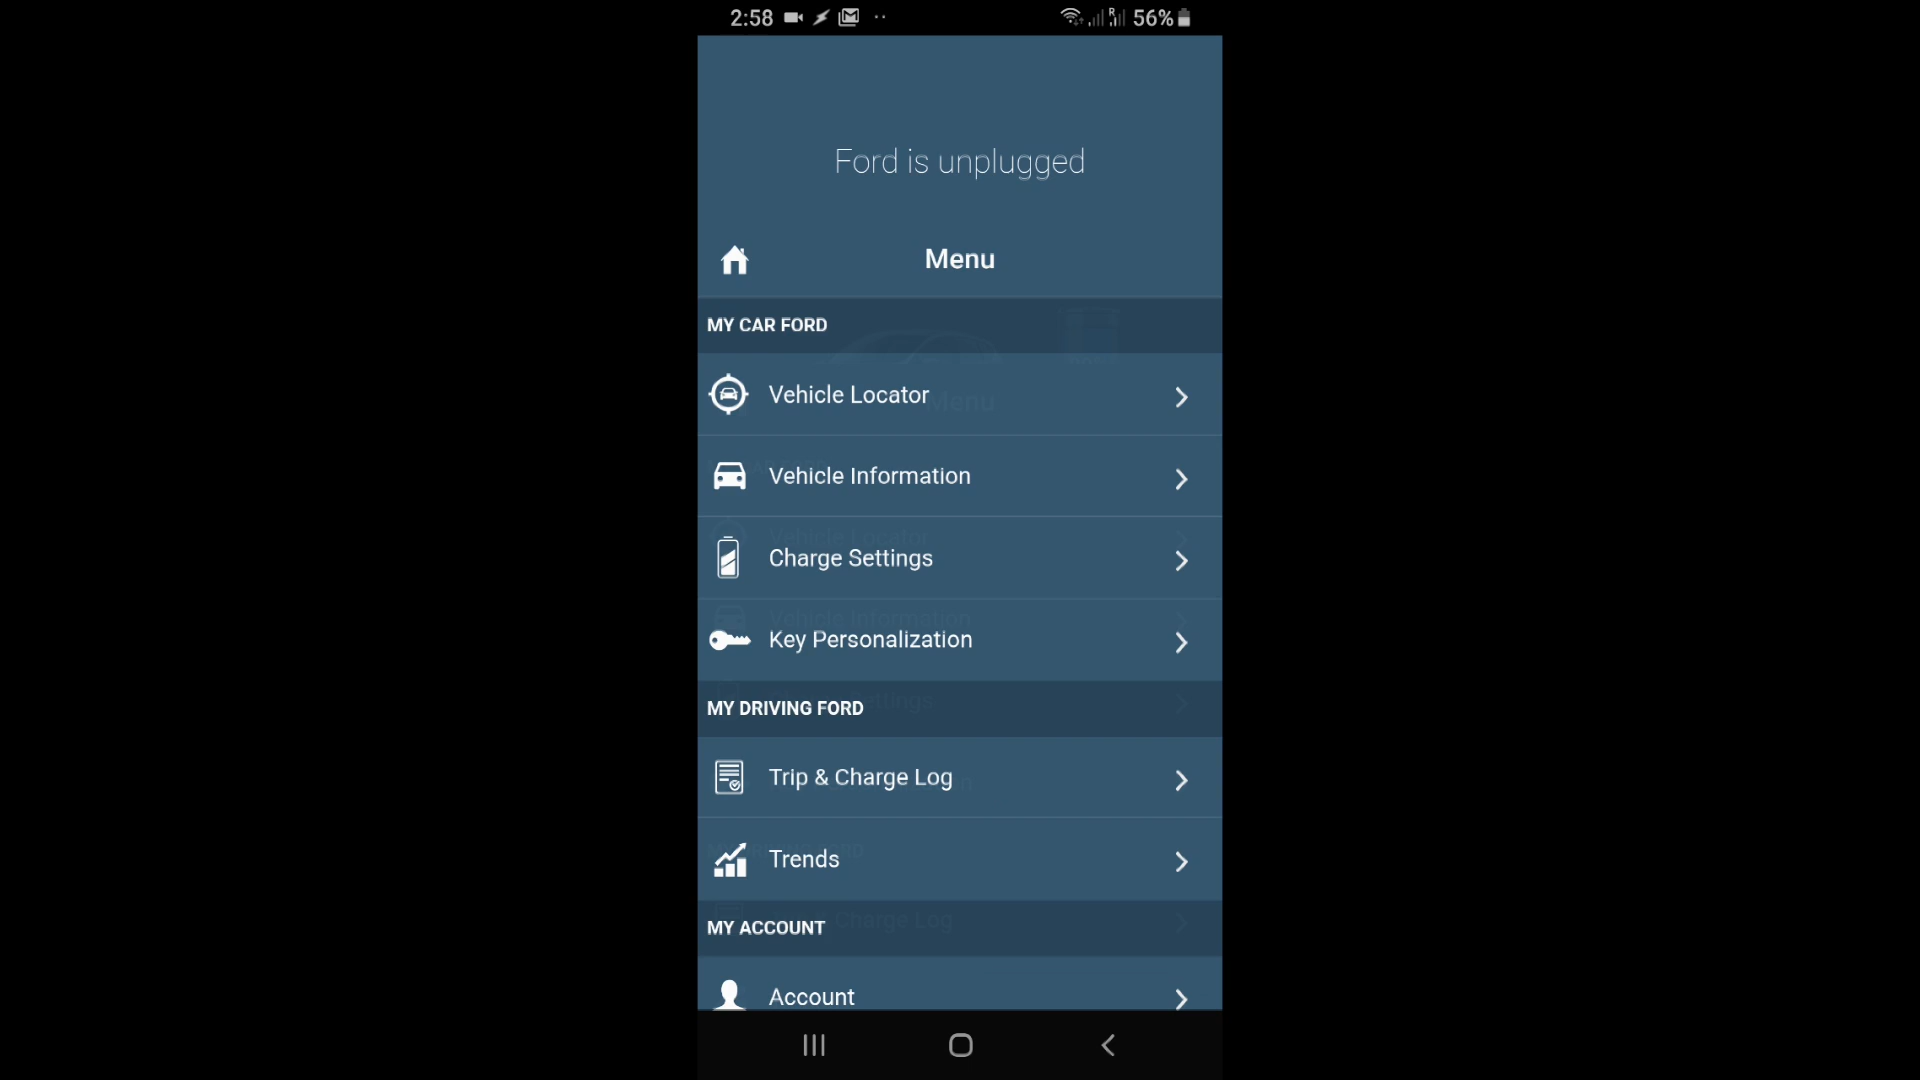 2:58 56%
Ford is unplugged
Menu
MY CAR FORD
Vehicle Locator
Vehicle Information
Charge Settings
Key Personalization
MY DRIVING FORD
Trip & Charge Log
Trends
MY ACCOUNT
Account